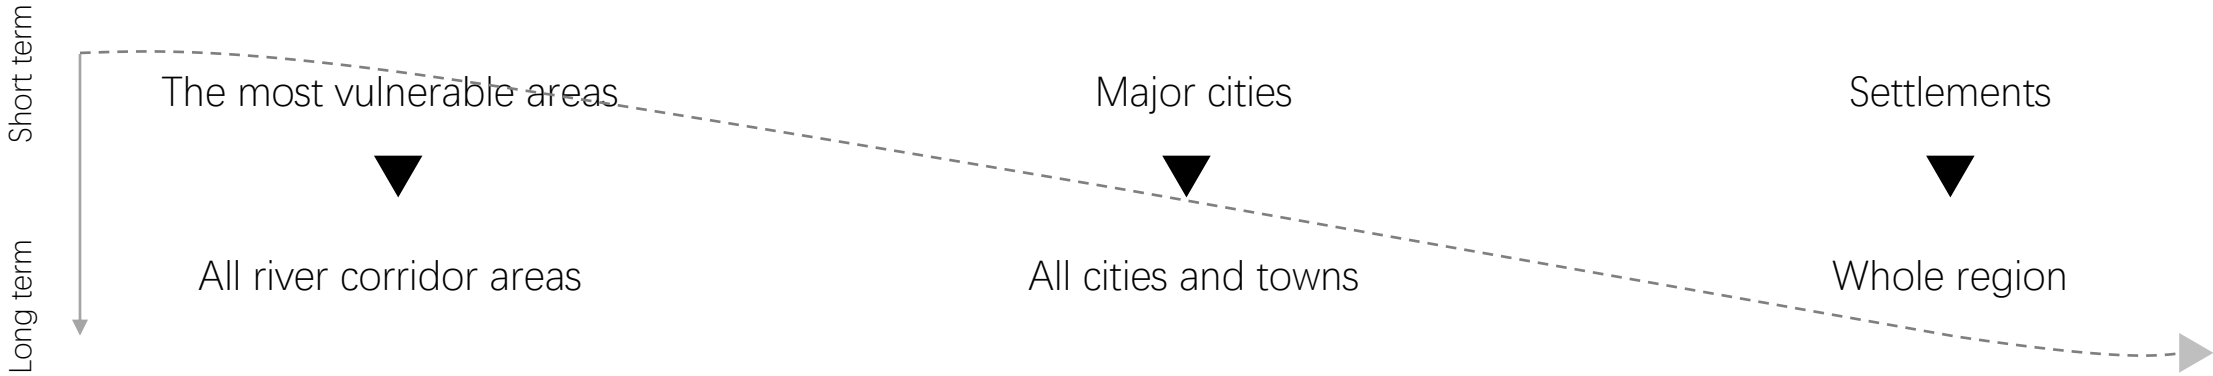 Short term
The most vulnerable areas
Major cities
Settlements
Long term
All river corridor areas
All cities and towns
Whole region